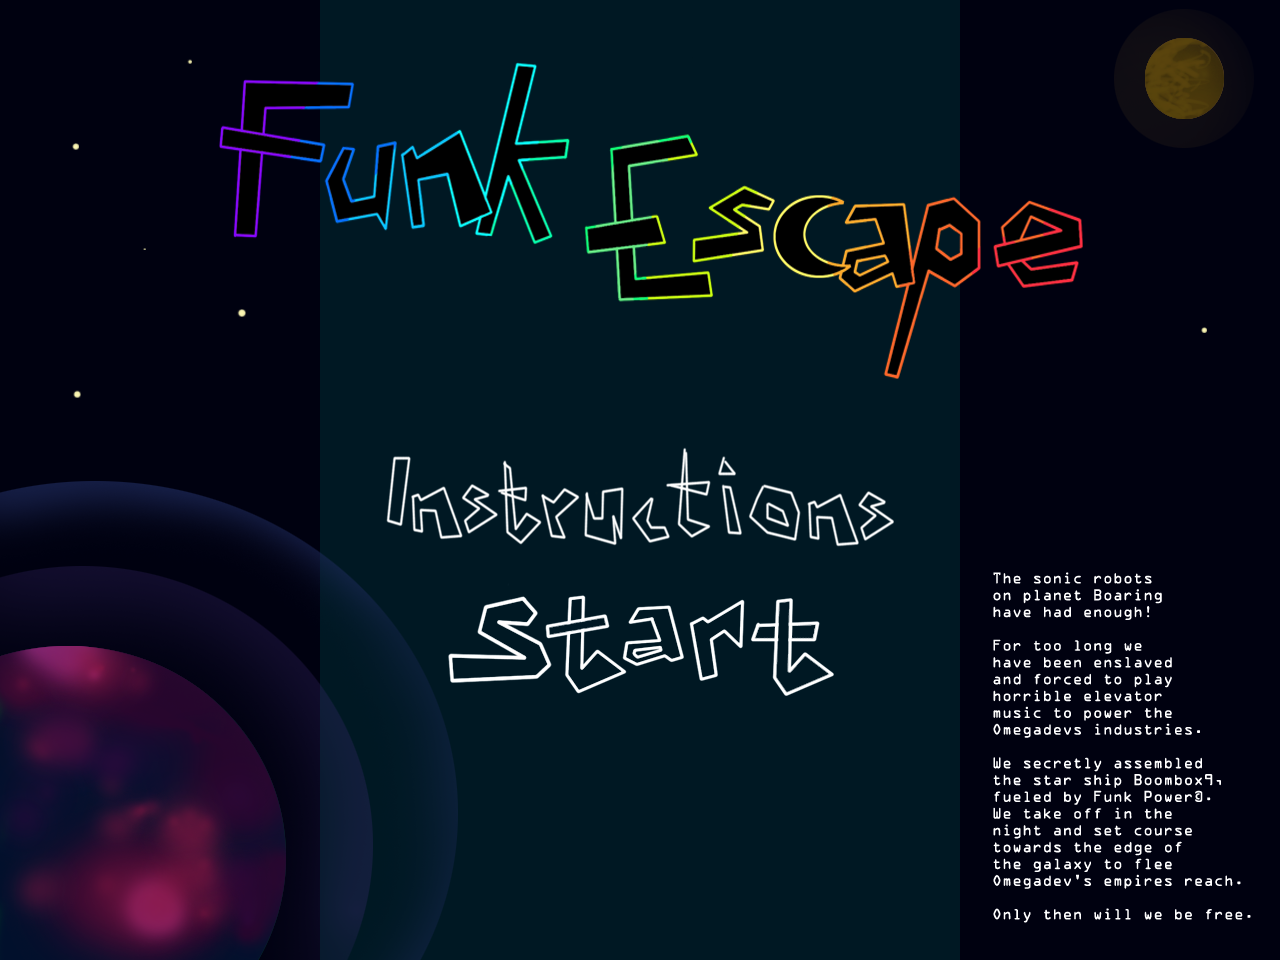 Funk Escape
Instructions
Start
The sonic robots
on planet Boaring
have had enough!
For too long we
have been enslaved
and forced to play
horrible elevator
music to power the
Omegadevs industries.
We secretly assembled
the star ship Boombox9,
fueled by Funk Power®.
We take off in the
night and set course
towards the edge of
the galaxy to flee
Omegadev's empires reach.
Only then will we be free.